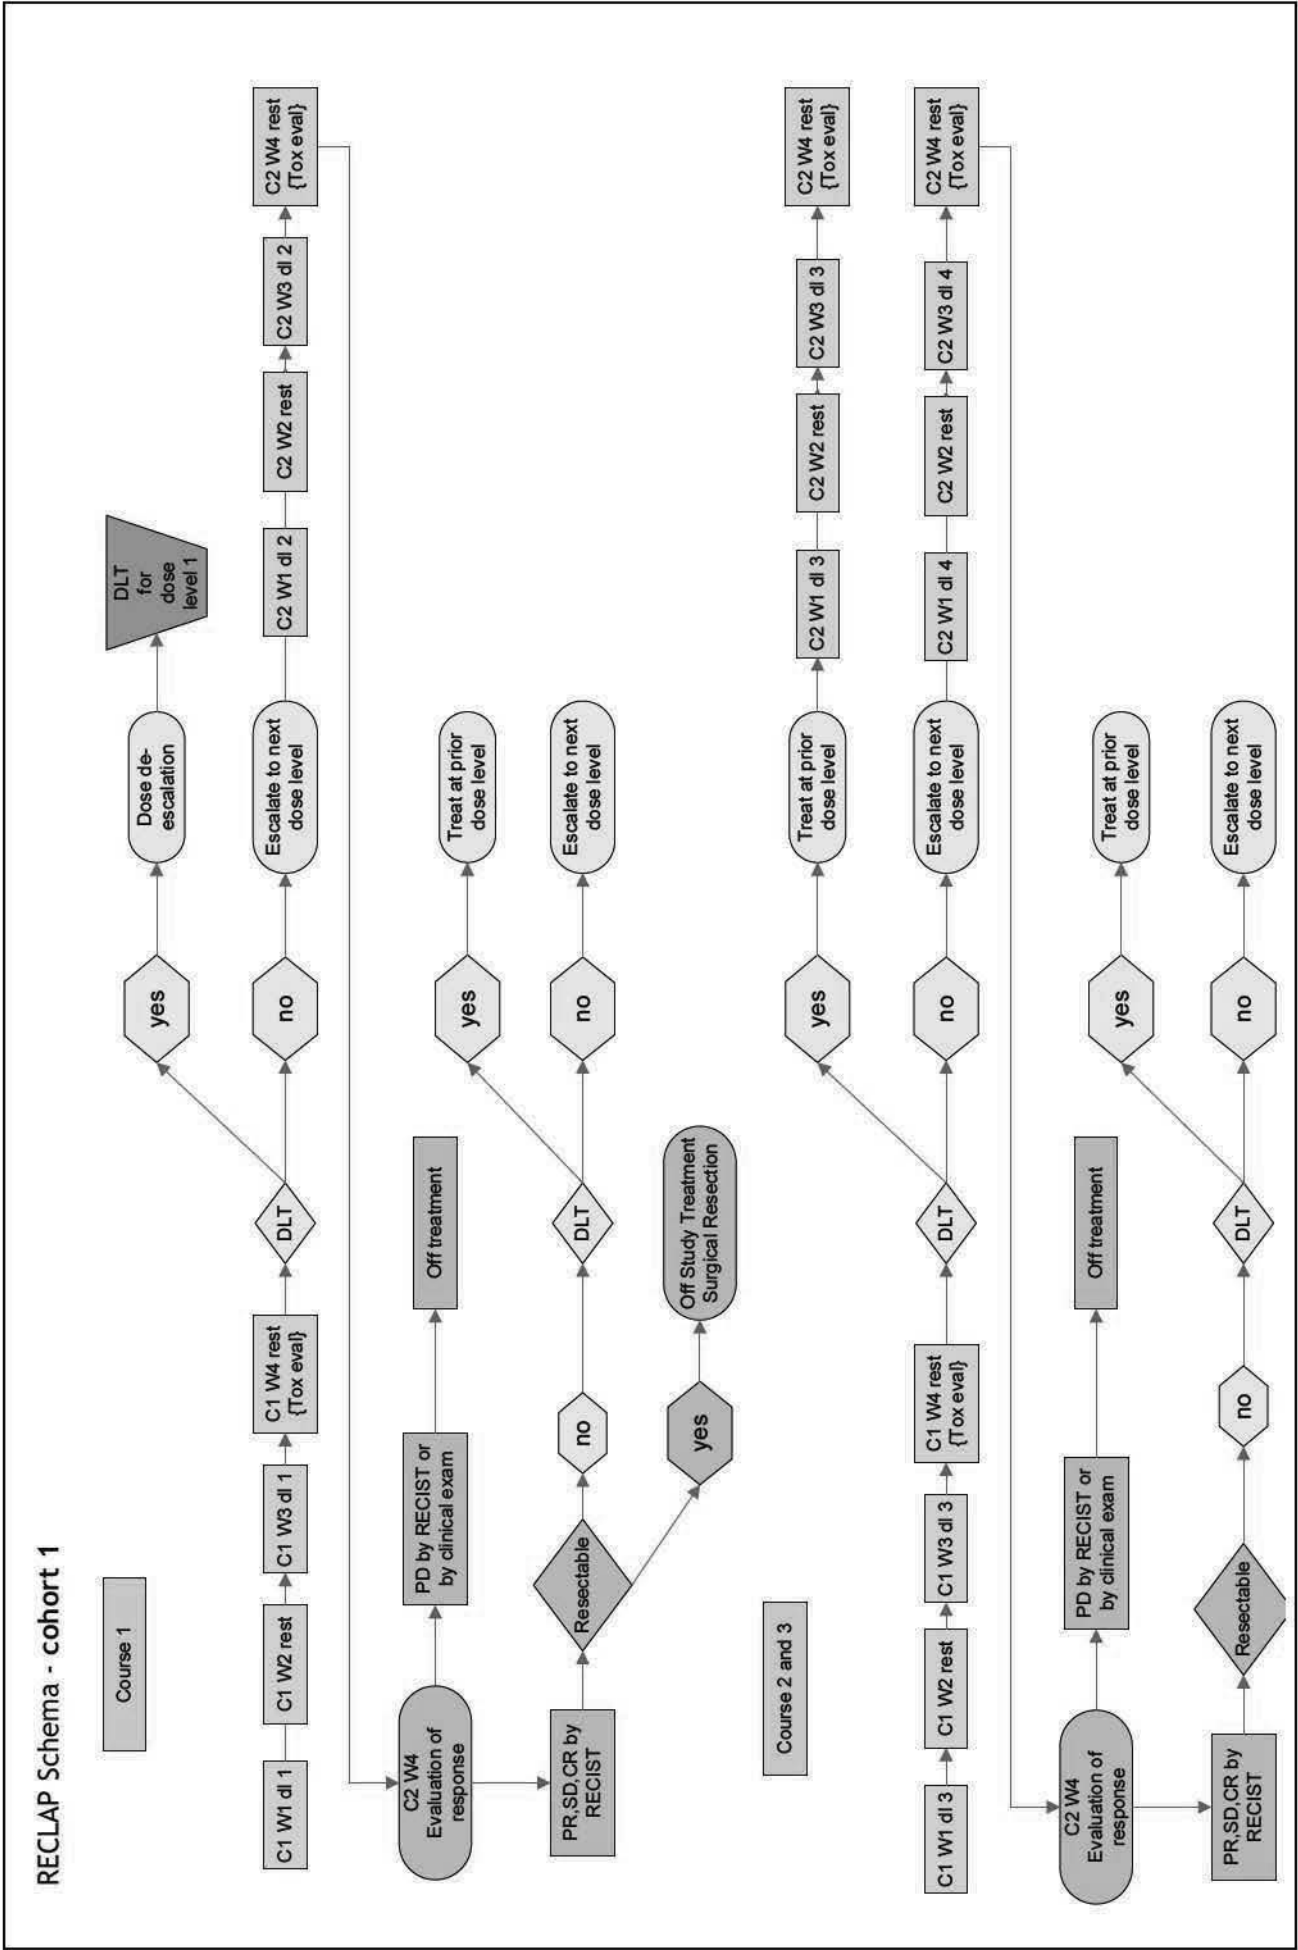 RECLAP Schema - cohort 1
Course 1
DLT
for
dose
level 1
yes
Dose de-
escalation
C1 W1 dl 1
C1 W2 rest
C1 W3 dl 1
C1 W4 rest
{Tox eval}
DLT
no
Escalate to next
dose level
C2 W1 dl 2
C2 W2 rest
C2 W3 dl 2
C2 W4 rest
{Tox eval}
C2 W4
Evaluation of
response
PD by RECIST or
by clinical exam
Off treatment
yes
Treat at prior
dose level
PR,SD,CR by
RECIST
Resectable
no
DLT
no
Escalate to next
dose level
yes
Off Study Treatment
Surgical Resection
Course 2 and 3
yes
Treat at prior
dose level
C2 W1 dl 3
C2 W2 rest
C2 W3 dl 3
C2 W4 rest
{Tox eval}
C1 W1 dl 3
C1 W2 rest
C1 W3 dl 3
C1 W4 rest
{Tox eval}
DLT
no
Escalate to next
dose level
C2 W1 dl 4
C2 W2 rest
C2 W3 dl 4
C2 W4 rest
{Tox eval}
C2 W4
Evaluation of
response
PD by RECIST or
by clinical exam
Off treatment
yes
Treat at prior
dose level
PR,SD,CR by
RECIST
Resectable
no
DLT
no
Escalate to next
dose level